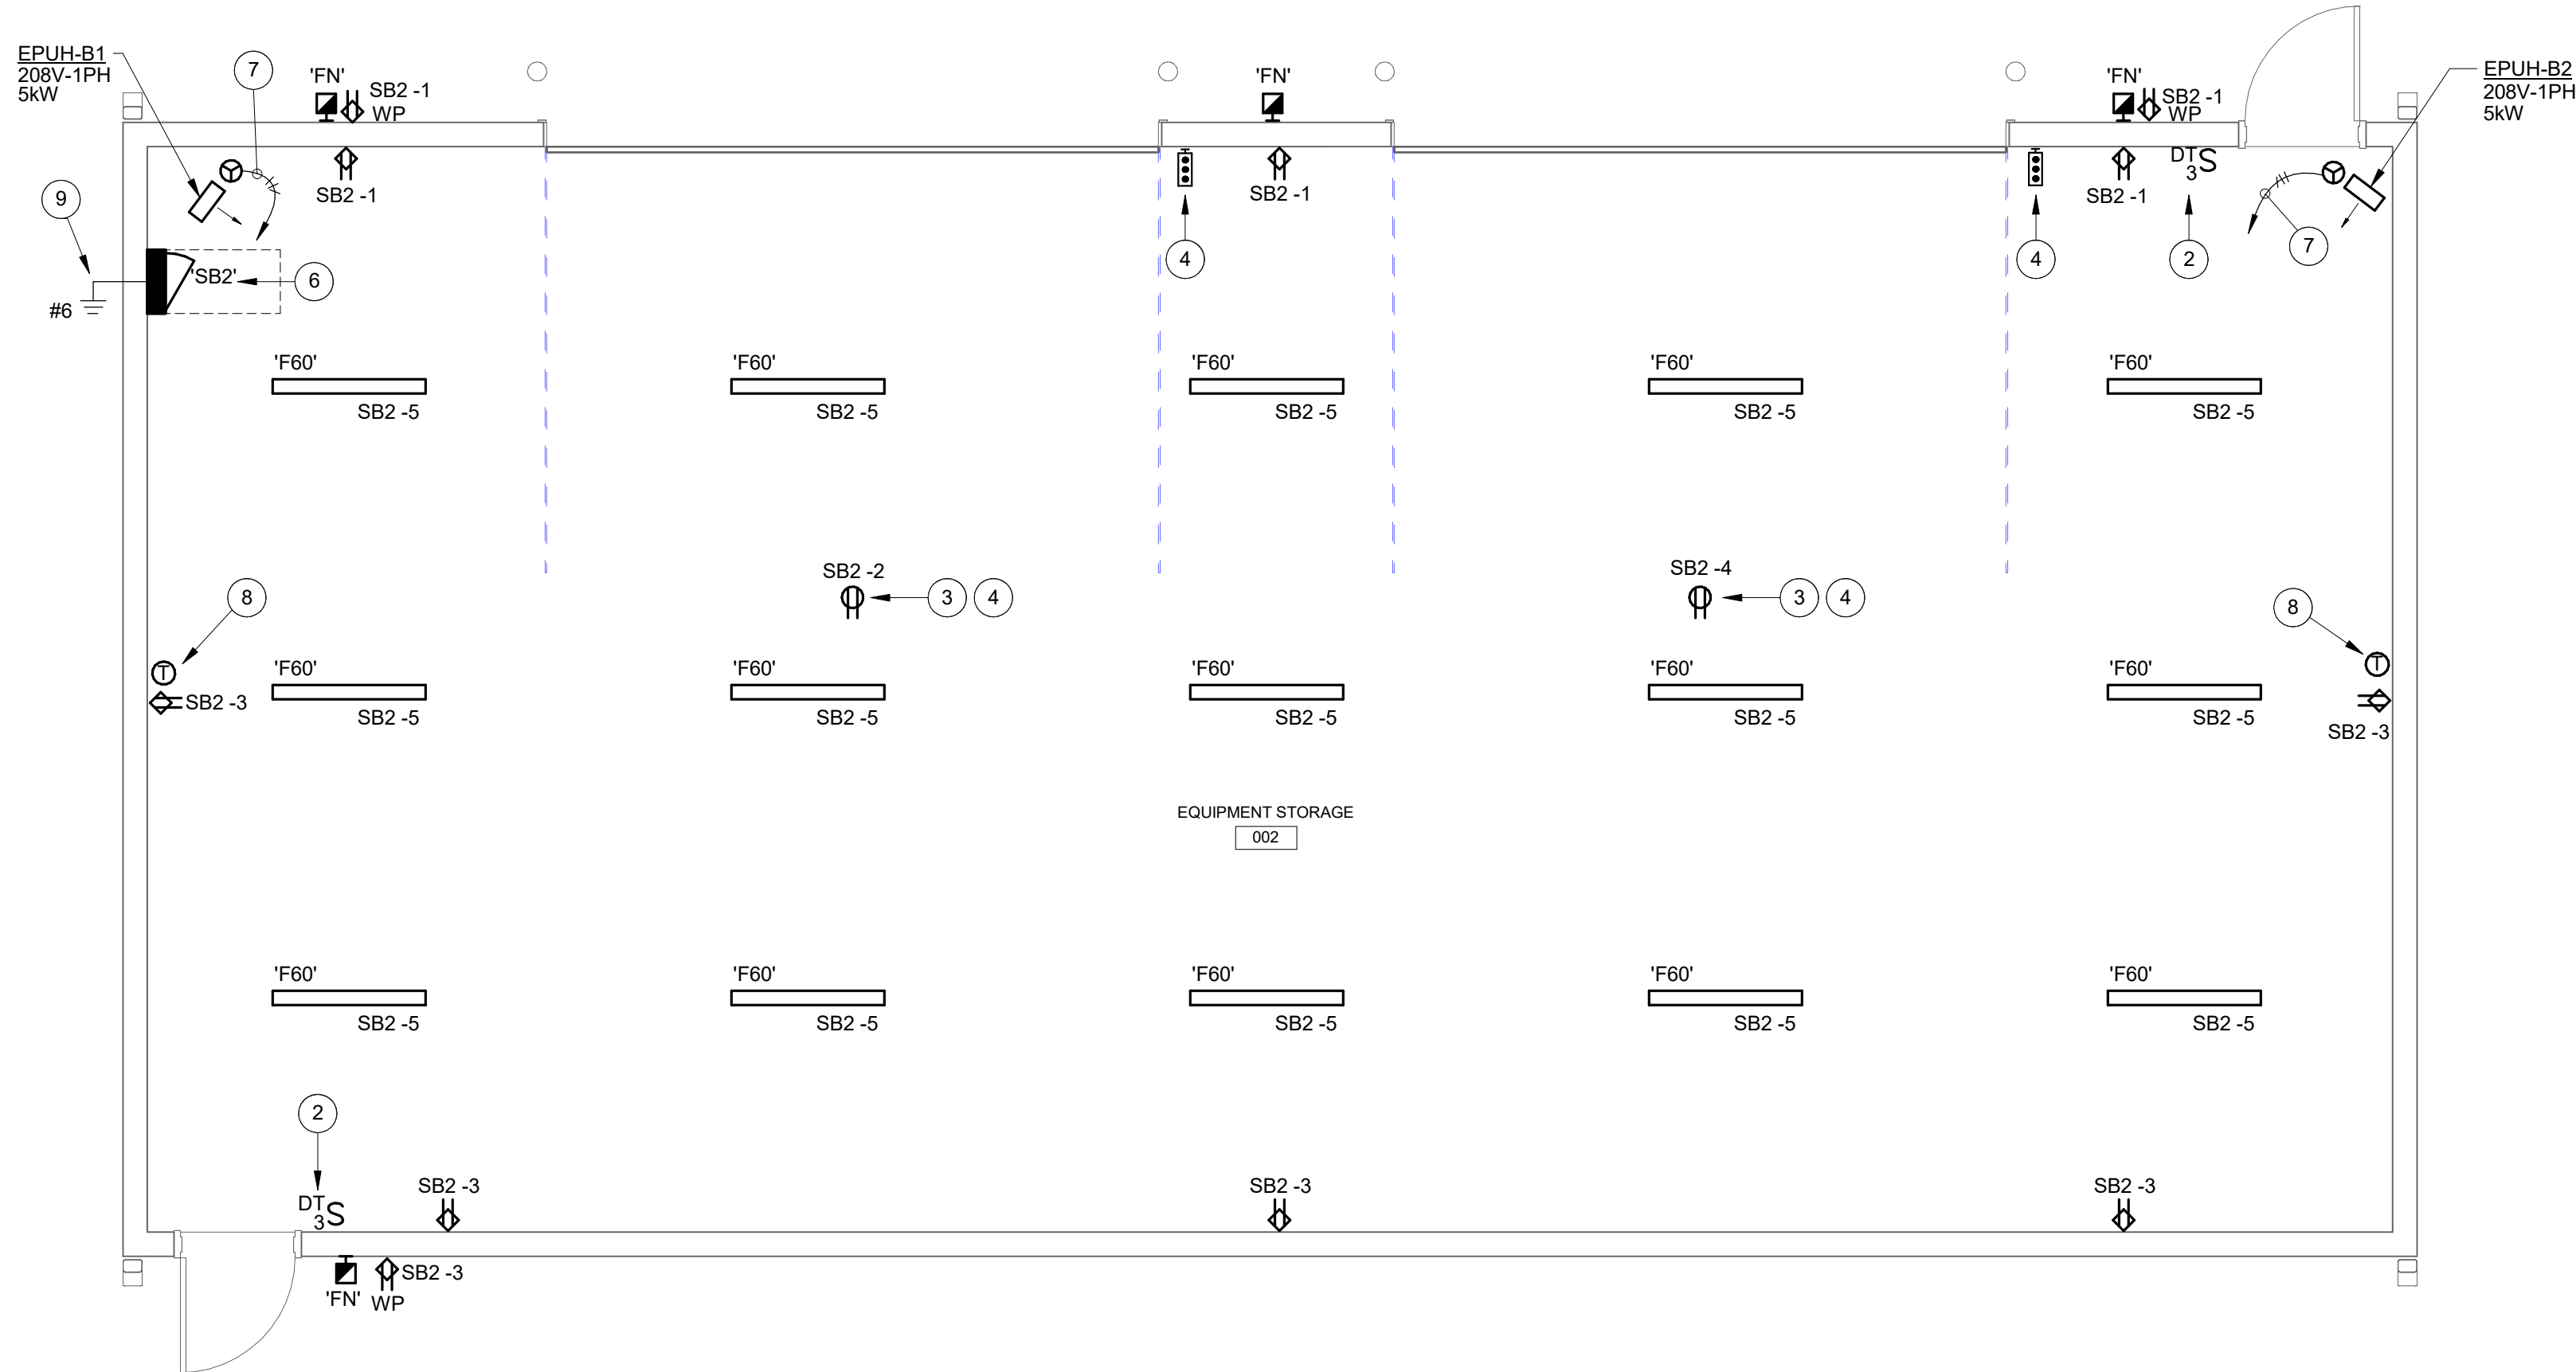 EPUH-B1
208V-1PH
5kW
7
'FN'
SB2 -1
WP
'FN'
'FN'
SB2 -1
WP
EPUH-B2
208V-1PH
5kW
9
SB2 -1
SB2 -1
SB2 -1
DT
3 S
4
4
2
7
'SB2'
6
#6
'F60'
'F60'
'F60'
'F60'
'F60'
SB2 -5
SB2 -5
SB2 -5
SB2 -5
SB2 -5
8
SB2 -2
3
4
SB2 -4
3
4
8
T
T
'F60'
'F60'
'F60'
'F60'
'F60'
SB2 -3
SB2 -5
SB2 -5
SB2 -5
SB2 -5
SB2 -5
SB2 -3
EQUIPMENT STORAGE
002
'F60'
'F60'
'F60'
'F60'
'F60'
SB2 -5
SB2 -5
SB2 -5
SB2 -5
SB2 -5
2
DT
3 S
SB2 -3
SB2 -3
SB2 -3
'FN'
SB2 -3
WP